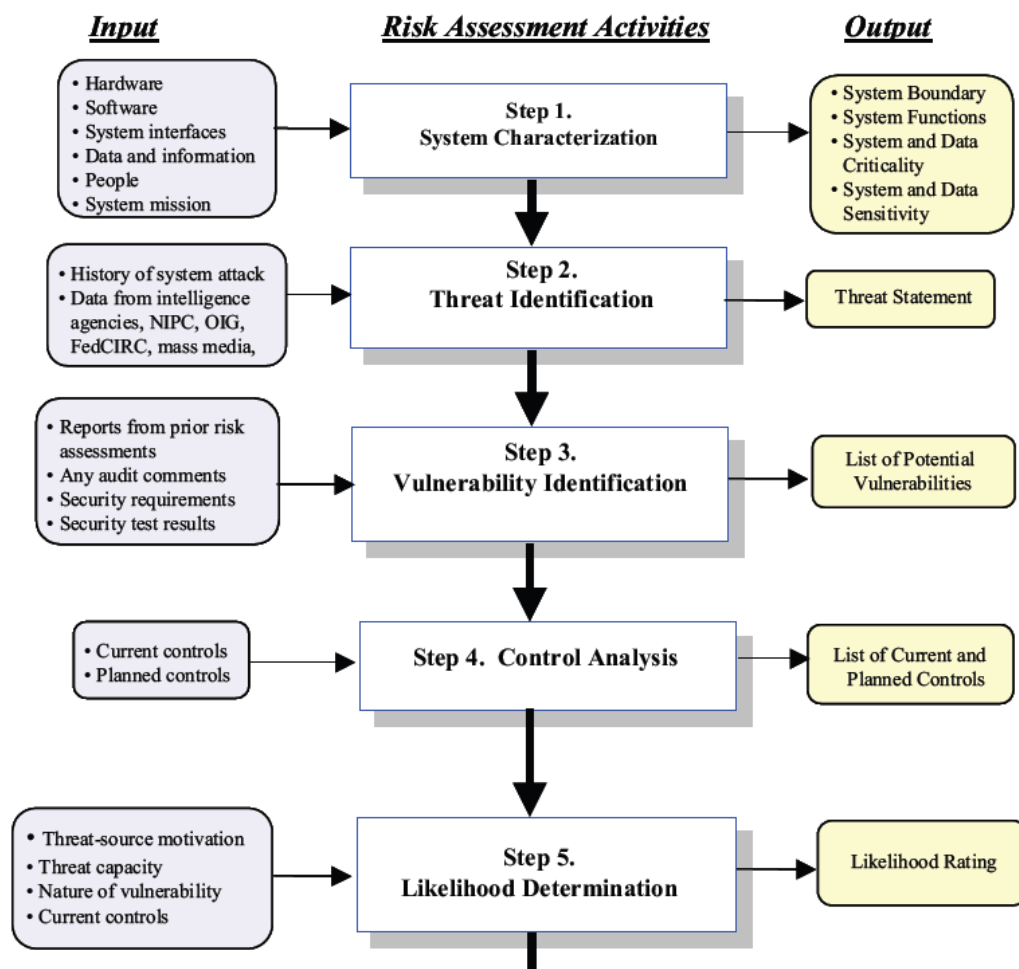 Input
Risk Assessment Activities
Output
• Hardware
• Software
• System interfaces
• Data and information
• People
• System mission
Step 1.
System Characterization
• System Boundary
• System Functions
• System and Data
Criticality
• System and Data
Sensitivity
• History of system attack
• Data from intelligence
agencies, NIPC, OIG,
FedCIRC, mass media,
Step 2.
Threat Identification
Threat Statement
• Reports from prior risk
assessments
• Any audit comments
• Security requirements
• Security test results
Step 3.
Vulnerability Identification
List of Potential
Vulnerabilities
• Current controls
• Planned controls
Step 4. Control Analysis
List of Current and
Planned Controls
• Threat-source motivation
• Threat capacity
• Nature of vulnerability
• Current controls
Step 5.
Likelihood Determination
Likelihood Rating